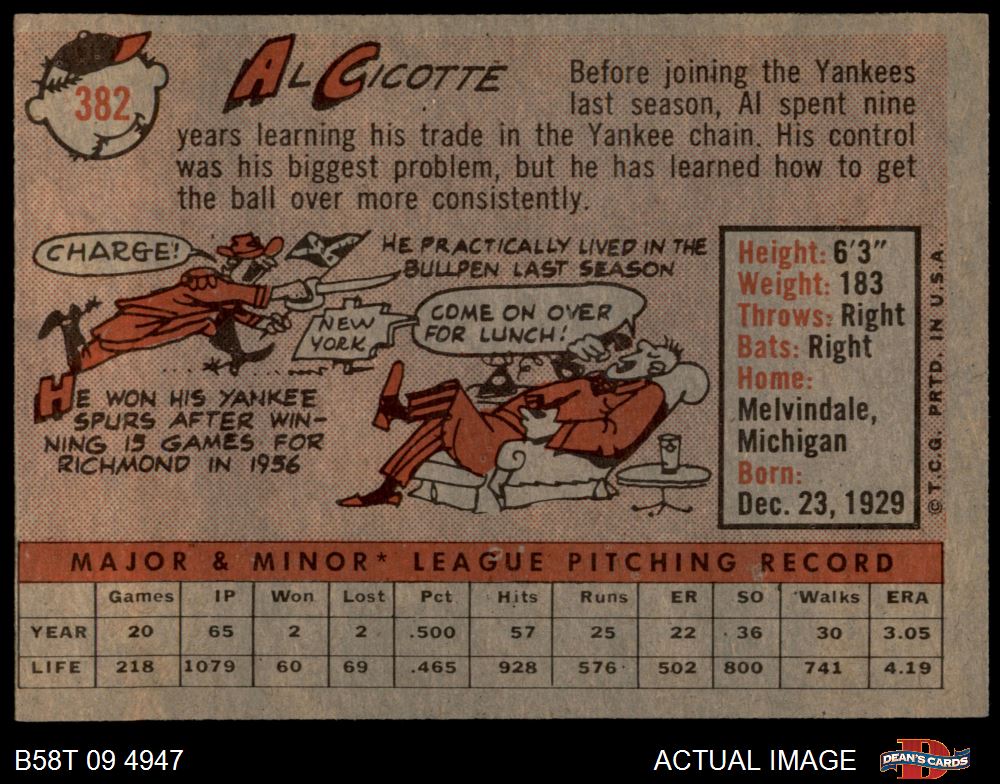 382
AL CICOTTE
Before joining the Yankees
last season, Al spent nine
years learning his trade in the Yankee chain. His control
was his biggest problem, but he has learned how to get
the ball over more consistently.
CHARGE!
HE PRACTICALLY LIVED IN THE
BULLPEN LAST SEASON
NEW
YORK
COME ON OVER
FOR LUNCH!
HE WON HIS YANKEE
SPURS AFTER WIN-
NING 15 GAMES FOR
RICHMOND IN 1956
Height: 6'3"
Weight: 183
Throws: Right
Bats: Right
Home:
Melvindale,
Michigan
Born:
Dec. 23, 1929
© T.C.G. PRTD. IN U.S.A.
MAJOR & MINOR* LEAGUE PITCHING RECORD
Games IP Won Lost Pct Hits Runs ER SO Walks ERA
YEAR 20 65 2 2 .500 57 25 22 36 30 3.05
LIFE 218 1079 60 69 .465 928 576 502 800 741 4.19
B58T 09 4947
ACTUAL IMAGE
DEAN'S CARDS